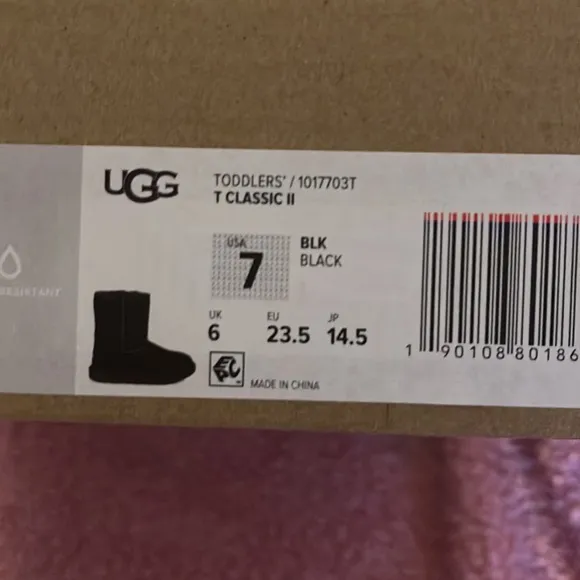 UGG
TODDLERS' / 1017703T
T CLASSIC II
USA
7
BLK
BLACK
UK EU JP
6 23.5 14.5
MADE IN CHINA
1 90108 80186